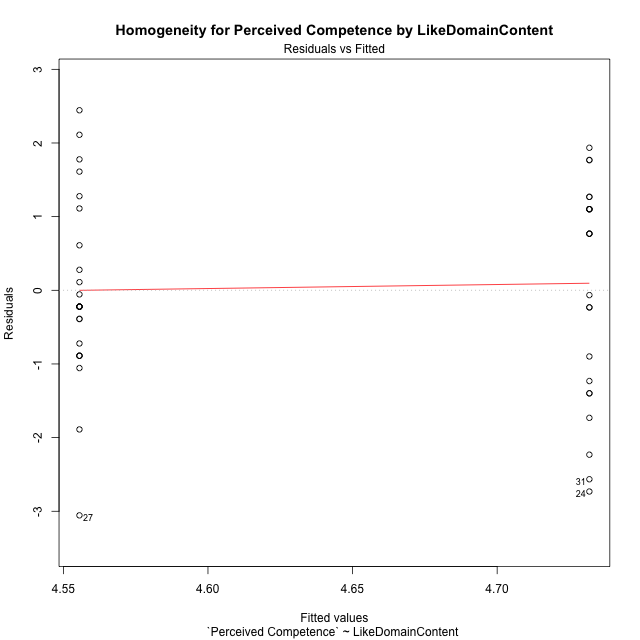 Homogeneity for Perceived Competence by LikeDomainContent
Residuals vs Fitted
3
2
1
0
-1
-2
-3
Residuals
27
31
24
4.55
4.60
4.65
4.70
Fitted values
`Perceived Competence` ~ LikeDomainContent